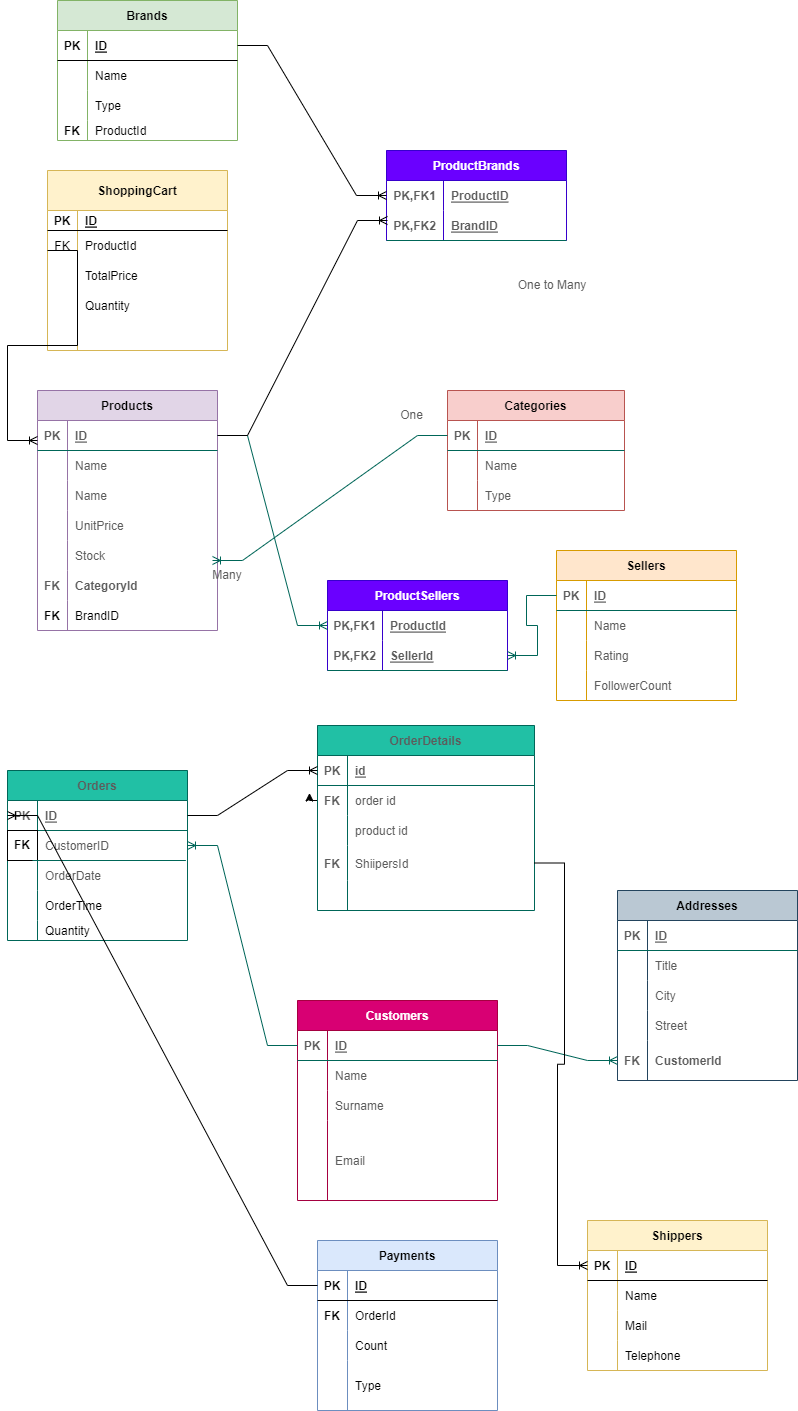 Brands
PK ID
Name
Type
FK ProductId
ProductBrands
PK,FK1 ProductID
PK,FK2 BrandID
ShoppingCart
PK ID
FK ProductId
TotalPrice
Quantity
One to Many
Products
PK ID
Name
Name
UnitPrice
Stock
FK CategoryId
FK BrandID
One
Many
Categories
PK ID
Name
Type
Sellers
PK ID
Name
Rating
FollowerCount
ProductSellers
PK,FK1 ProductId
PK,FK2 SellerId
OrderDetails
PK id
FK order id
product id
FK ShiipersId
Orders
PK ID
FK CustomerID
OrderDate
OrderTime
Quantity
Addresses
PK ID
Title
City
Street
FK CustomerId
Customers
PK ID
Name
Surname
Email
Payments
PK ID
FK OrderId
Count
Type
Shippers
PK ID
Name
Mail
Telephone